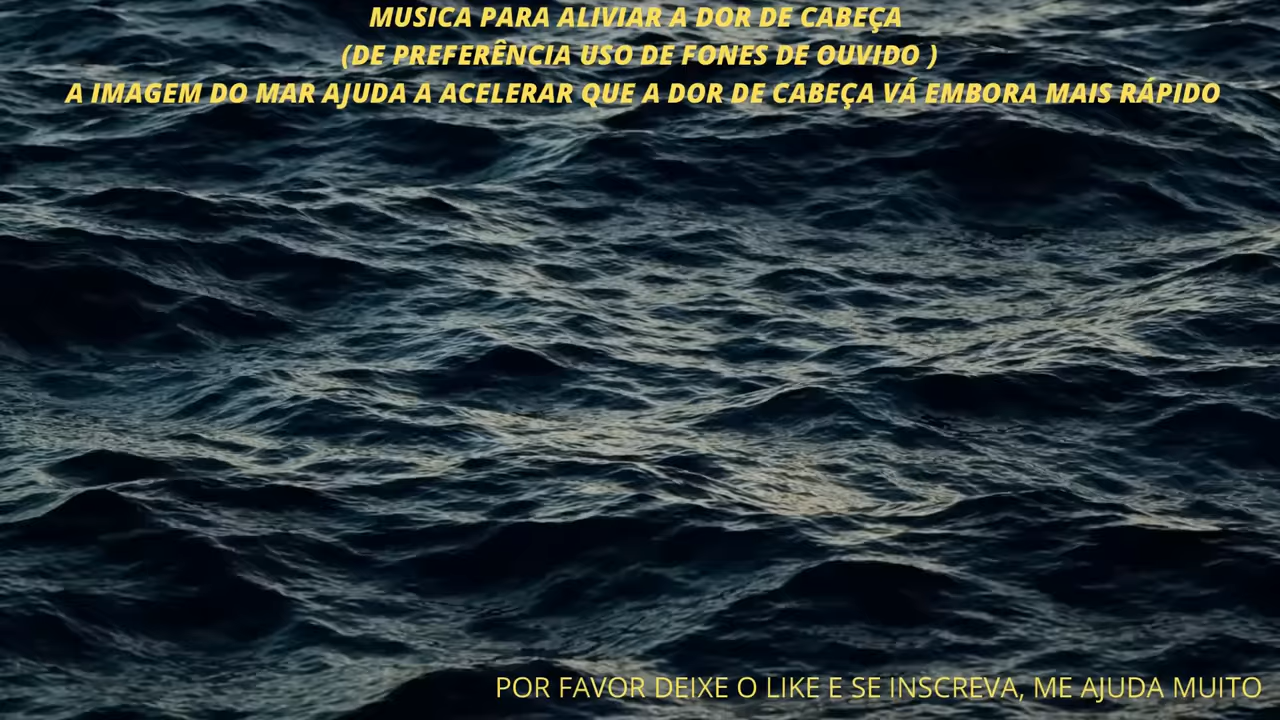 MUSICA PARA ALIVIAR A DOR DE CABEÇA
(DE PREFERÊNCIA USO DE FONES DE OUVIDO )
A IMAGEM DO MAR AJUDA A ACELERAR QUE A DOR DE CABEÇA VÁ EMBORA MAIS RÁPIDO
POR FAVOR DEIXE O LIKE E SE INSCREVA, ME AJUDA MUITO